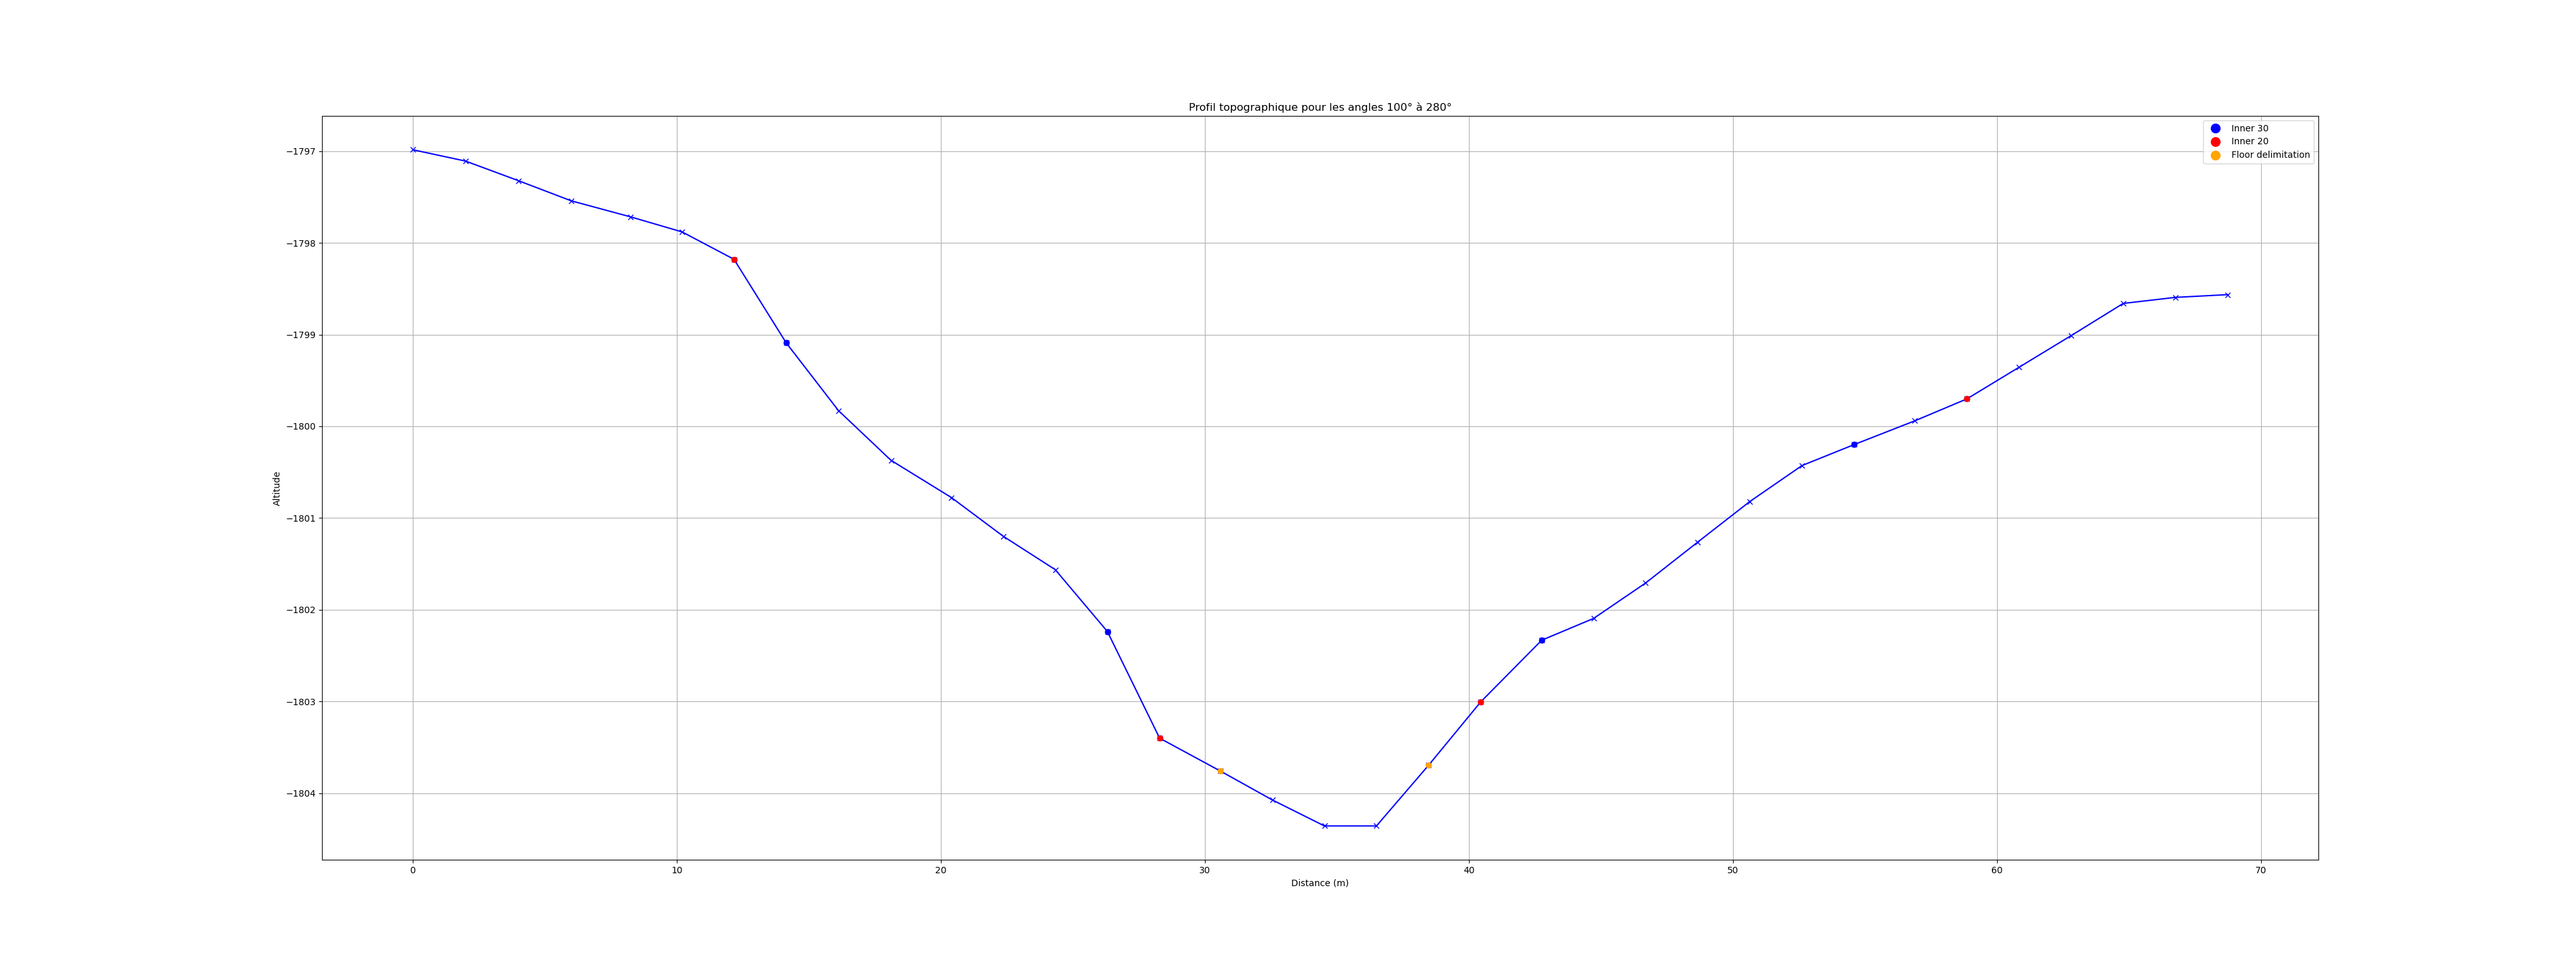 Profil topographique pour les angles 100° à 280°
Inner 30
Inner 20
Floor delimitation
−1797
−1798
−1799
−1800
−1801
−1802
−1803
−1804
Altitude
0 10 20 30 40 50 60 70
Distance (m)